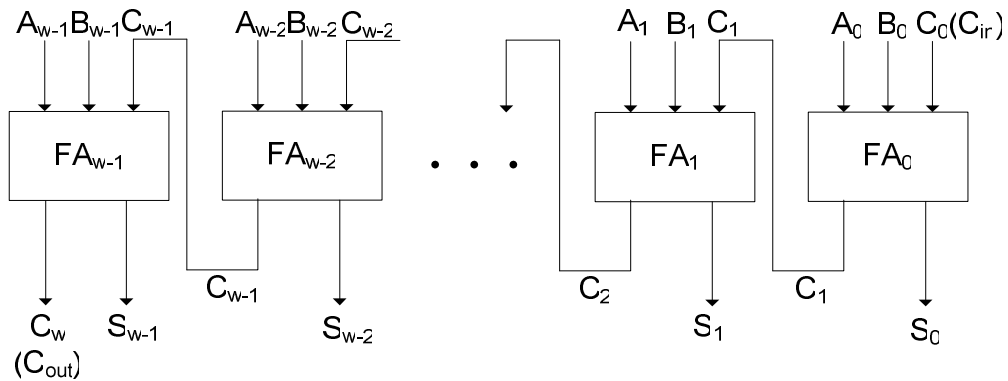 A_w-1 B_w-1 C_w-1 A_w-2 B_w-2 C_w-2 A_1 B_1 C_1 A_0 B_0 C_0(C_ir)
FA_w-1 FA_w-2 • • • FA_1 FA_0
C_w-1 C_2 C_1
C_w S_w-1 S_w-2 S_1 S_0
(C_out)